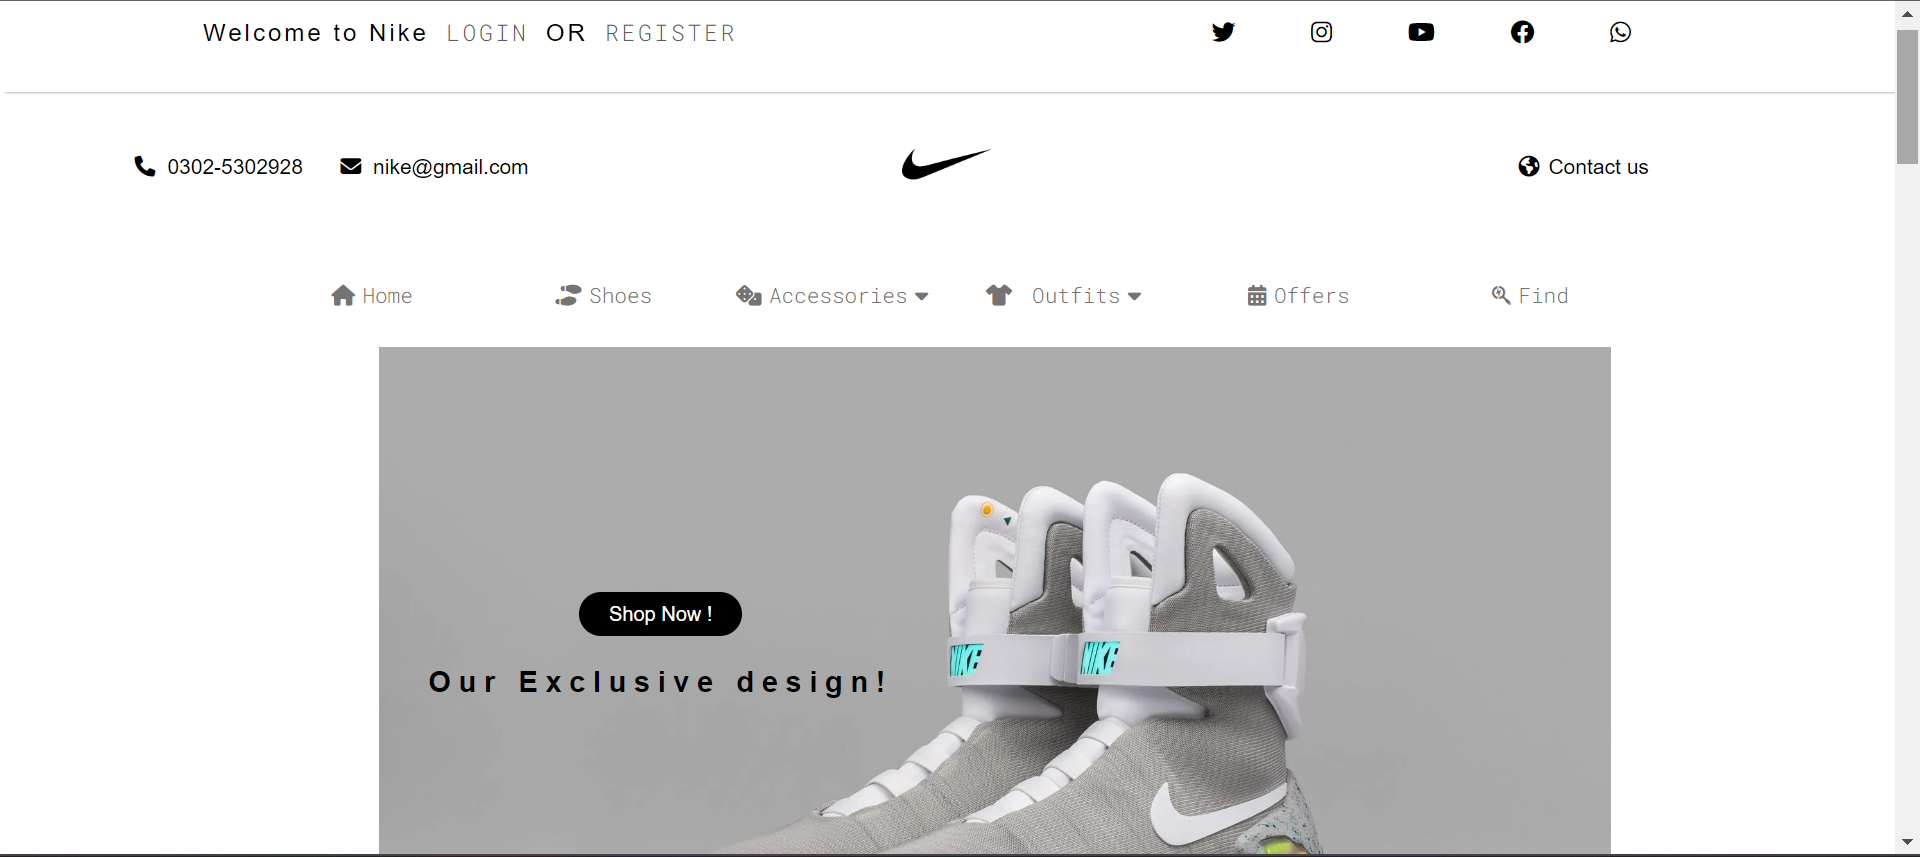 Welcome to Nike LOGIN OR REGISTER
0302-5302928 nike@gmail.com Contact us
Home Shoes Accessories Outfits Offers Find
Shop Now !
NIKE NIKE
Our Exclusive design!